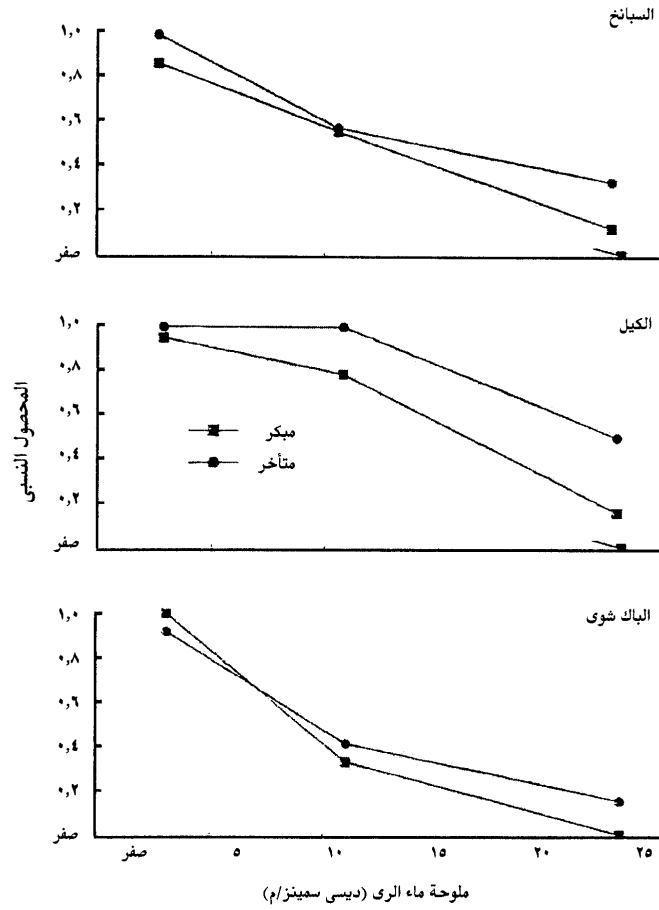 السبانخ
١,٠
٠,٨
٠,٦
٠,٤
٠,٢
صفر
الكيل
١,٠
٠,٨
٠,٦
٠,٤
٠,٢
صفر
مبكر
متأخر
المحصول النسبى
الباك شوى
١,٠
٠,٨
٠,٦
٠,٤
٠,٢
صفر
صفر ٥ ١٠ ١٥ ٢٠ ٢٥
ملوحة ماء الرى (ديسى سمينز/م)